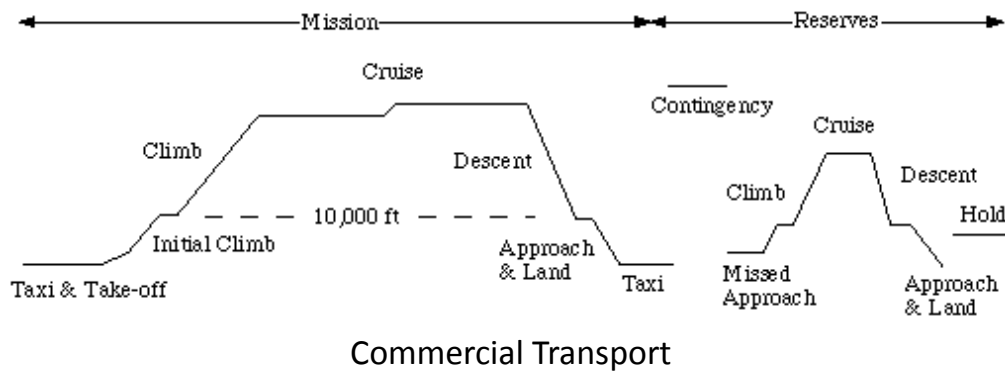 Mission
Reserves
Cruise
Contingency
Cruise
Climb
Descent
Climb
Descent
10,000 ft
Hold
Initial Climb
Approach
& Land
Taxi & Take-off
Taxi
Missed
Approach
Approach
& Land
Commercial Transport